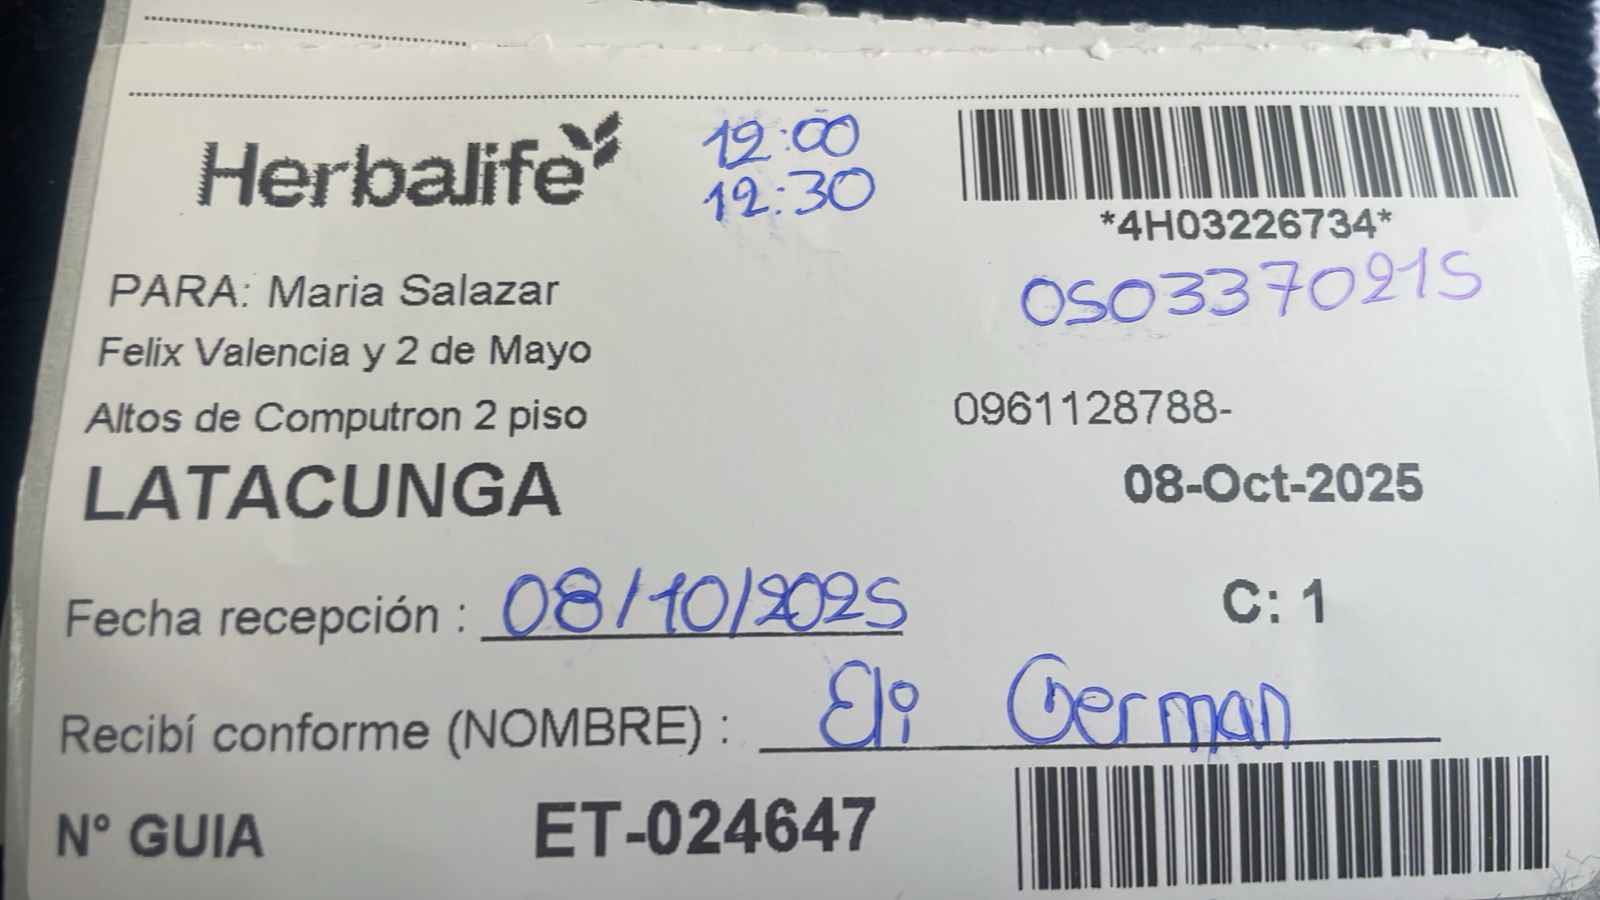 Herbalife
12:00
12:30
*4H03226734*
0503370215
PARA: Maria Salazar
Felix Valencia y 2 de Mayo
Altos de Computron 2 piso
0961128788-
LATACUNGA
08-Oct-2025
Fecha recepción : 08/10/2025
C: 1
Recibí conforme (NOMBRE) : Eli German
N° GUIA ET-024647